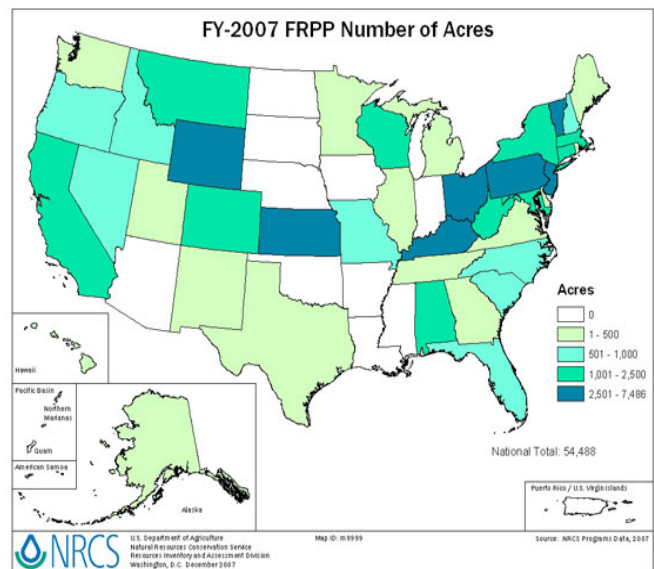 FY-2007 FRPP Number of Acres
Acres
0
1 - 500
501 - 1,000
1,001 - 2,500
2,501 - 7,486
National Total: 54,488
Hawaii
Pacific Basin
Northern
Marianas
Guam
American Samoa
Alaska
Puerto Rico / U.S. Virgin Islands
NRCS
U.S. Department of Agriculture
Natural Resources Conservation Service
Resources Inventory and Assessment Division
Washington, D.C. December 2007
Map ID: m9999
Source: NRCS Programs Data, 2007